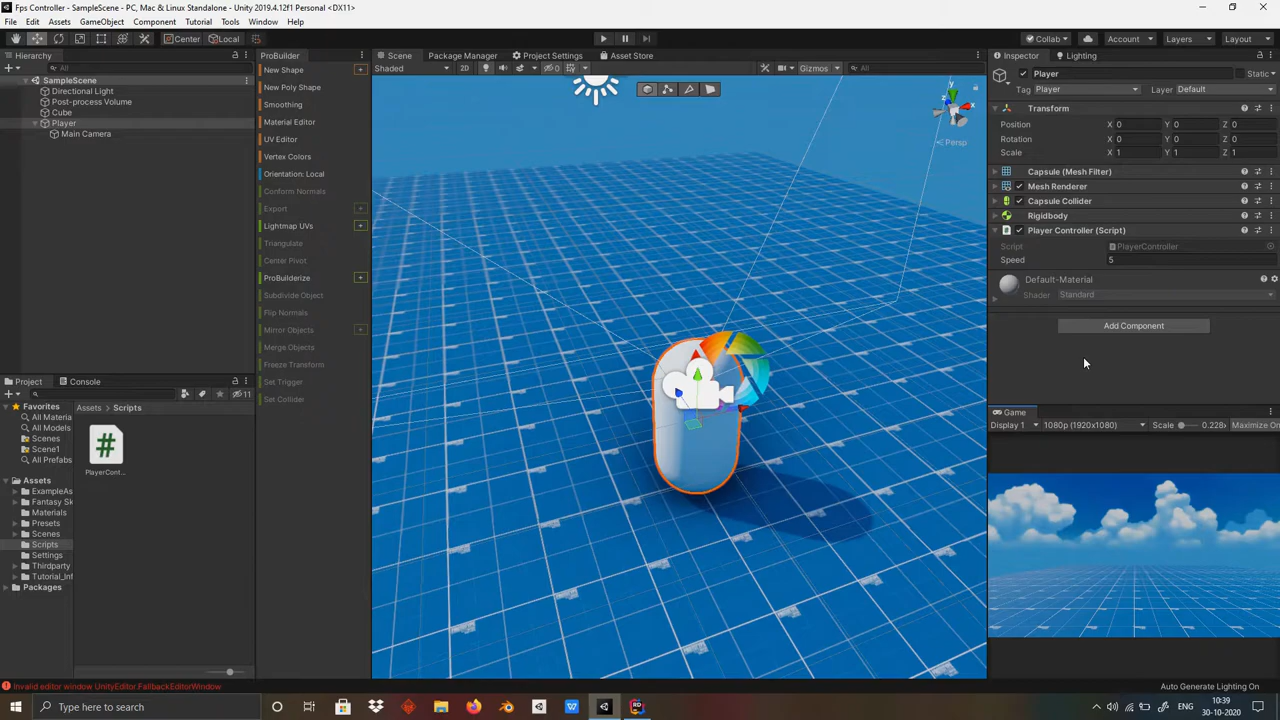 Fps Controller - SampleScene - PC, Mac & Linux Standalone - Unity 2019.4.12f1 Personal <DX11>
File Edit Assets GameObject Component Tutorial Tools Window Help
Center Local Collab Account Layers Layout
Hierarchy
All
SampleScene
Directional Light
Post-process Volume
Cube
Player
Main Camera
ProBuilder
New Shape
New Poly Shape
Smoothing
Material Editor
UV Editor
Vertex Colors
Orientation: Local
Conform Normals
Export
Lightmap UVs
Triangulate
Center Pivot
ProBuilderize
Subdivide Object
Flip Normals
Mirror Objects
Merge Objects
Freeze Transform
Set Trigger
Set Collider
Scene Package Manager Project Settings Asset Store
Shaded 2D 0 Gizmos All
y
x
Persp
Inspector Lighting
Player Static
Tag Player Layer Default
Transform
Position X 0 Y 0 Z 0
Rotation X 0 Y 0 Z 0
Scale X 1 Y 1 Z 1
Capsule (Mesh Filter)
Mesh Renderer
Capsule Collider
Rigidbody
Player Controller (Script)
Script PlayerController
Speed 5
Default-Material
Shader Standard
Add Component
Game
Display 1 1080p (1920x1080) Scale 0.228 Maximize On
Project Console
11
Favorites
All Materia
All Models
Scenes
Scene1
All Prefabs
Assets
ExampleAs
Fantasy Sk
Materials
Presets
Scenes
Scripts
Settings
Thirdparty
Tutorial_Inf
Packages
Assets > Scripts
#
PlayerCont...
Invalid editor window UnityEditor.FallbackEditorWindow
Auto Generate Lighting On
Type here to search
RD
ENG
10:39
30-10-2020